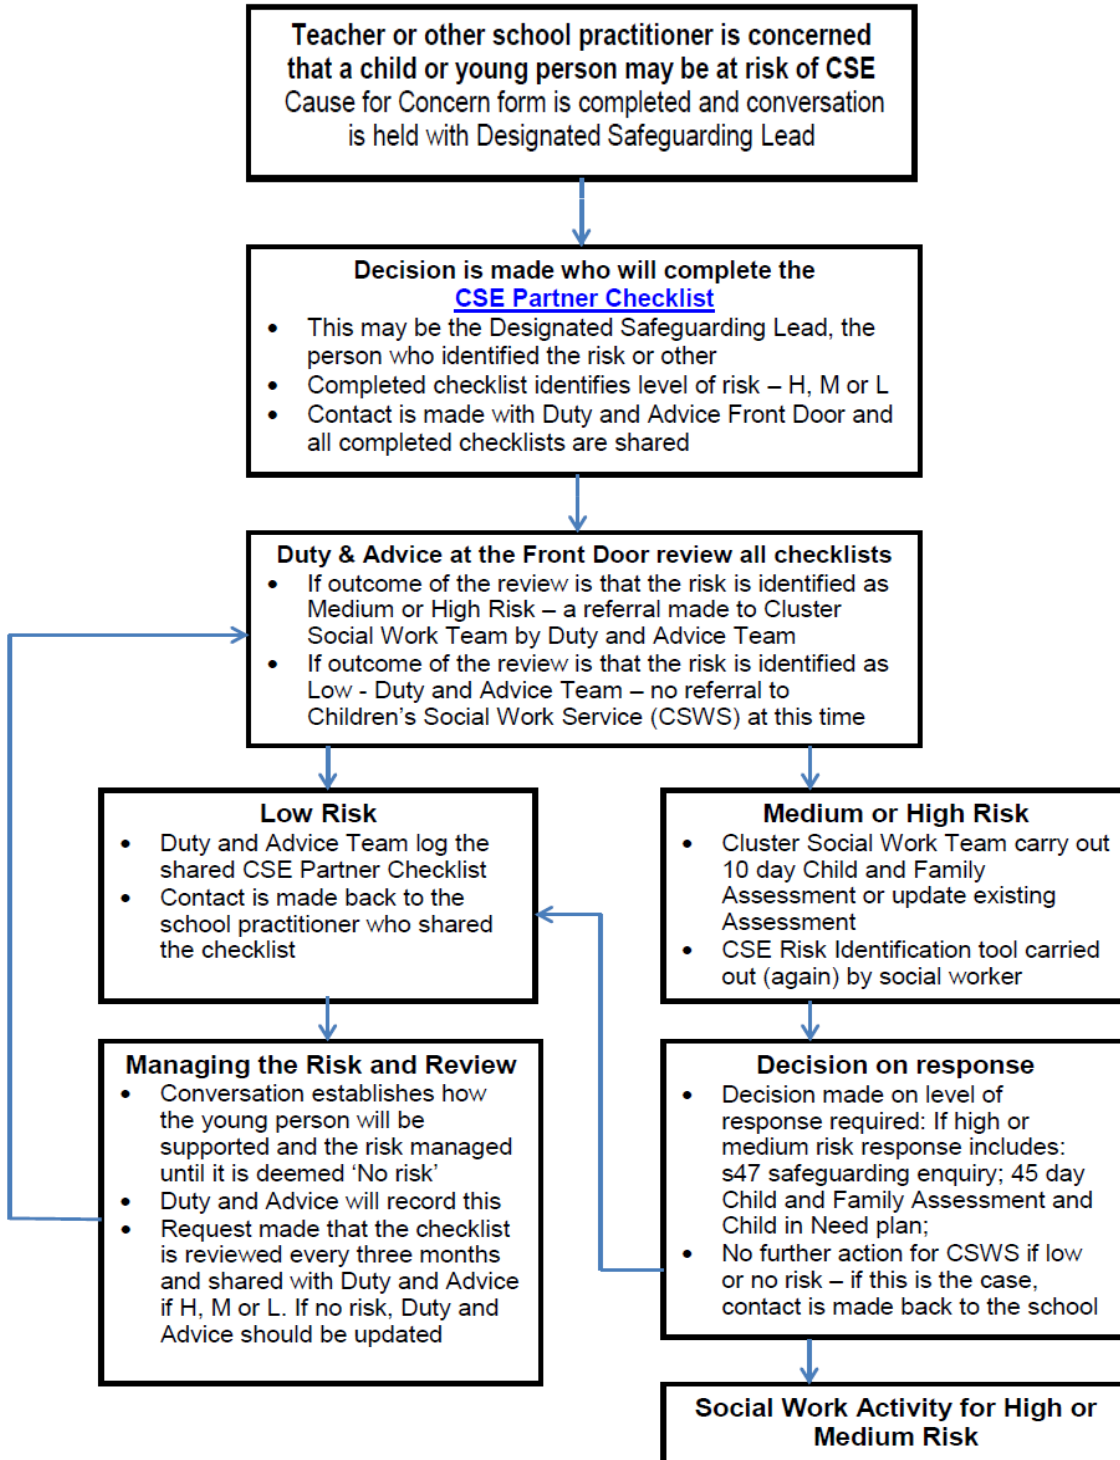 Teacher or other school practitioner is concerned
that a child or young person may be at risk of CSE
Cause for Concern form is completed and conversation
is held with Designated Safeguarding Lead
Decision is made who will complete the
CSE Partner Checklist
• This may be the Designated Safeguarding Lead, the
person who identified the risk or other
• Completed checklist identifies level of risk – H, M or L
• Contact is made with Duty and Advice Front Door and
all completed checklists are shared
Duty & Advice at the Front Door review all checklists
• If outcome of the review is that the risk is identified as
Medium or High Risk – a referral made to Cluster
Social Work Team by Duty and Advice Team
• If outcome of the review is that the risk is identified as
Low - Duty and Advice Team – no referral to
Children’s Social Work Service (CSWS) at this time
Low Risk
• Duty and Advice Team log the
shared CSE Partner Checklist
• Contact is made back to the
school practitioner who shared
the checklist
Medium or High Risk
• Cluster Social Work Team carry out
10 day Child and Family
Assessment or update existing
Assessment
• CSE Risk Identification tool carried
out (again) by social worker
Managing the Risk and Review
• Conversation establishes how
the young person will be
supported and the risk managed
until it is deemed ‘No risk’
• Duty and Advice will record this
• Request made that the checklist
is reviewed every three months
and shared with Duty and Advice
if H, M or L. If no risk, Duty and
Advice should be updated
Decision on response
• Decision made on level of
response required: If high or
medium risk response includes:
s47 safeguarding enquiry; 45 day
Child and Family Assessment and
Child in Need plan;
• No further action for CSWS if low
or no risk – if this is the case,
contact is made back to the school
Social Work Activity for High or
Medium Risk